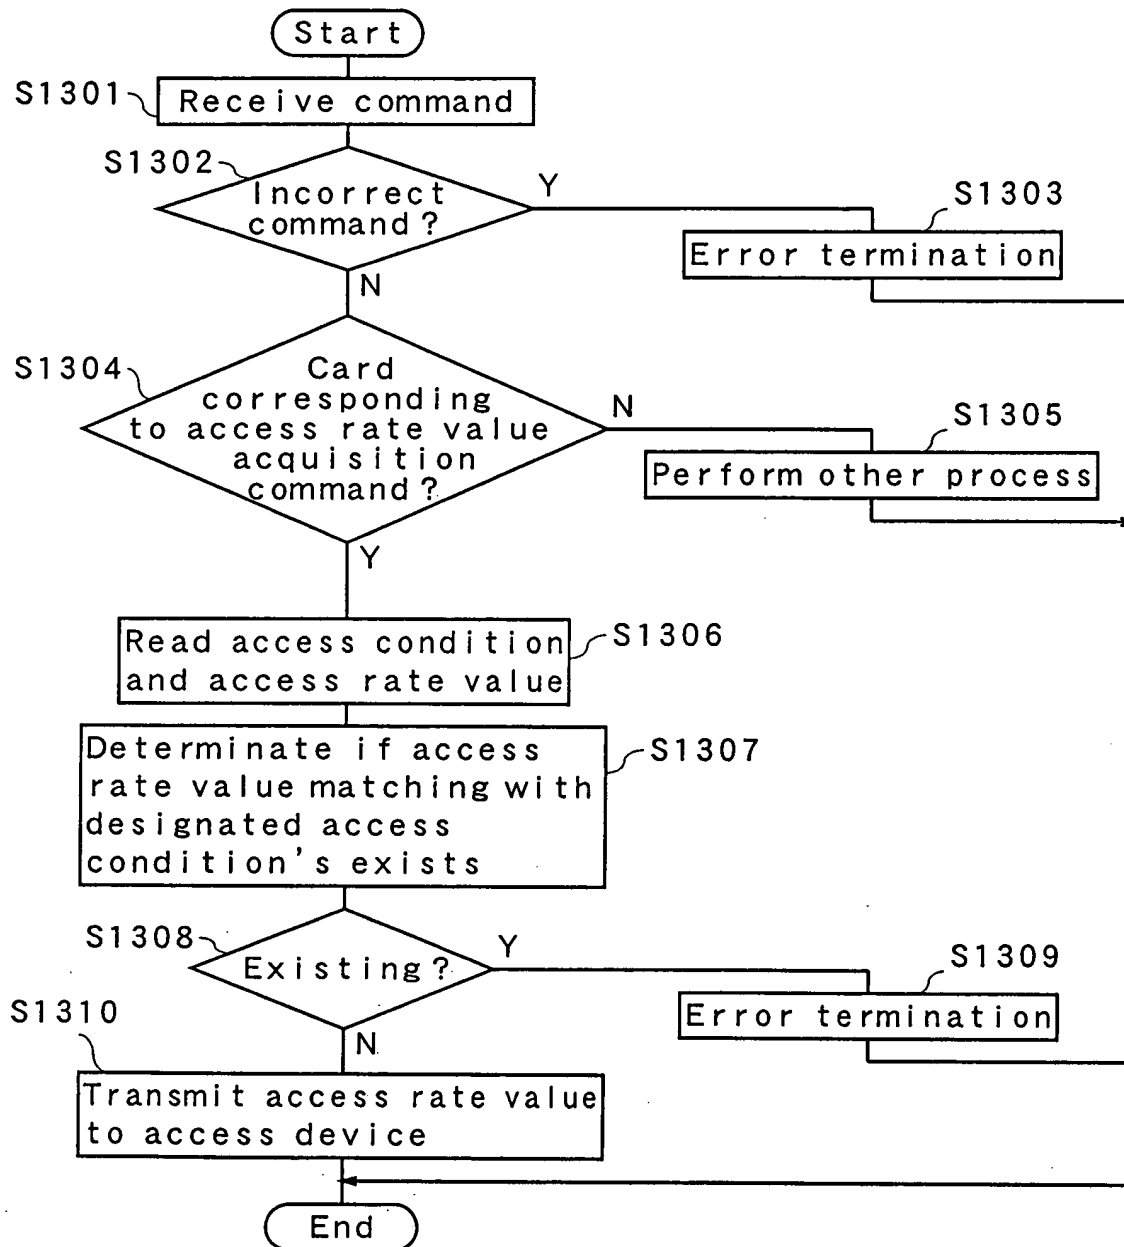 Start
S1301
Receive command
S1302
Incorrect
command?
Y
S1303
Error termination
N
S1304
Card
corresponding
to access rate value
acquisition
command?
N
S1305
Perform other process
Y
Read access condition
and access rate value
S1306
Determinate if access
rate value matching with
designated access
condition's exists
S1307
S1308
Existing?
Y
S1309
Error termination
S1310
N
Transmit access rate value
to access device
End